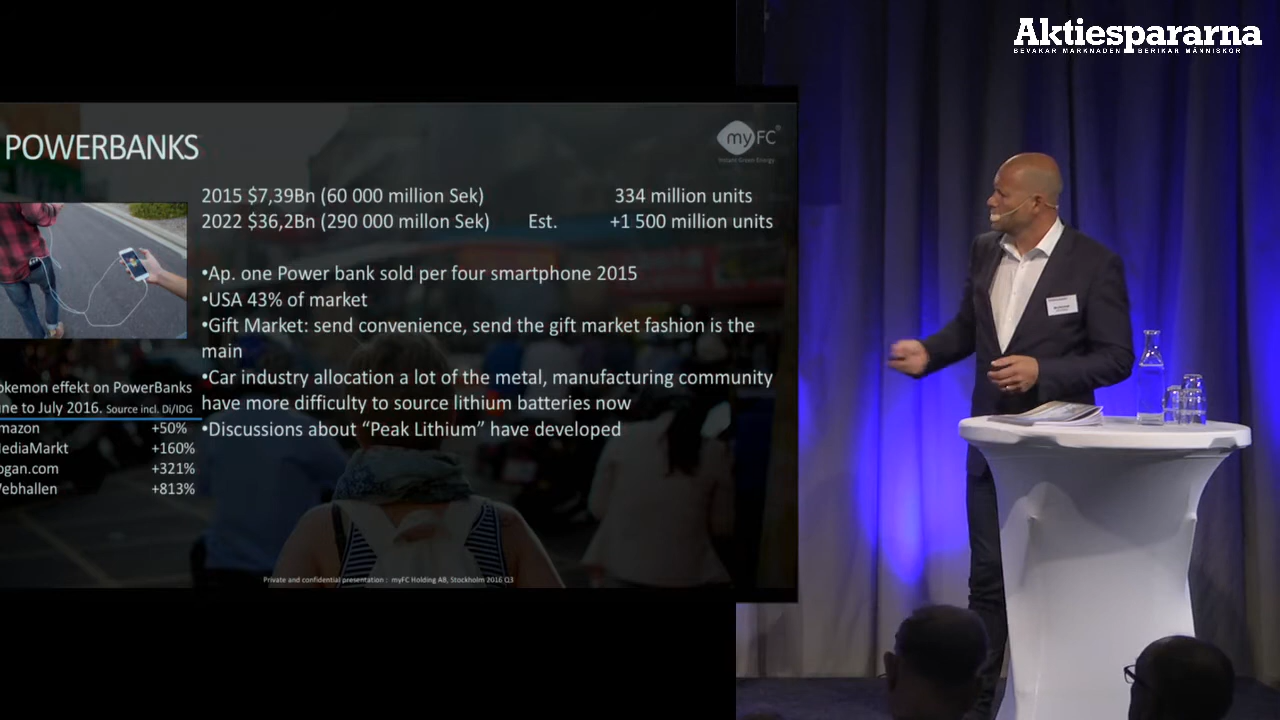 Aktiespararna
BEVAKAR MARKNADEN BERIKAR MÄNNISKOR
POWERBANKS
myFC
Instant Green Energy
2015 $7,39Bn (60 000 million Sek) 334 million units
2022 $36,2Bn (290 000 millon Sek) Est. +1 500 million units
•Ap. one Power bank sold per four smartphone 2015
•USA 43% of market
•Gift Market: send convenience, send the gift market fashion is the
main
•Car industry allocation a lot of the metal, manufacturing community
have more difficulty to source lithium batteries now
•Discussions about “Peak Lithium” have developed
okemon effekt on PowerBanks
une to July 2016. Source incl. Di/IDG
mazon +50%
MediaMarkt +160%
ogan.com +321%
Webhallen +813%
Private and confidential presentation : myFC Holding AB, Stockholm 2016 Q3